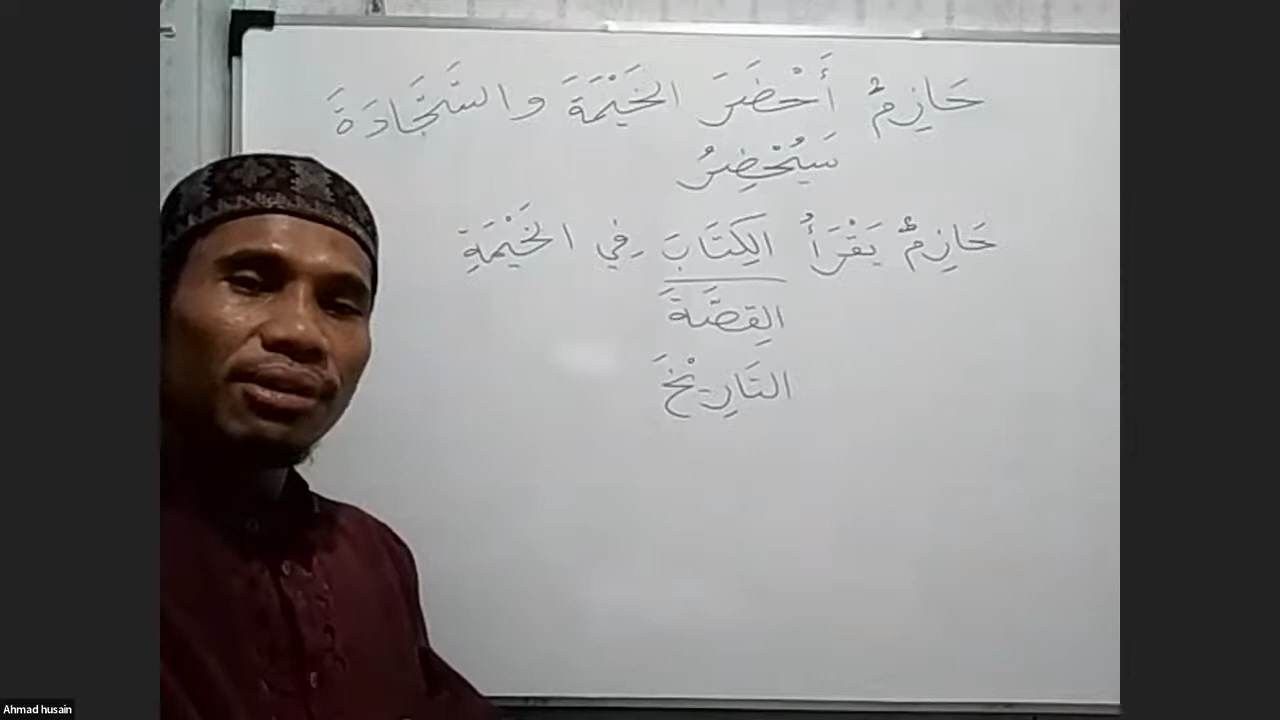 حَازِمٌ أَحْضَرَ الخَيْمَةَ والسَّجَّادَةَ
سَيُحْضِرُ
حَازِمٌ يَقْرَأُ الكِتَابَ فِي الخَيْمَةِ
القِصَّةَ
التَارِيْخَ
Ahmad husain